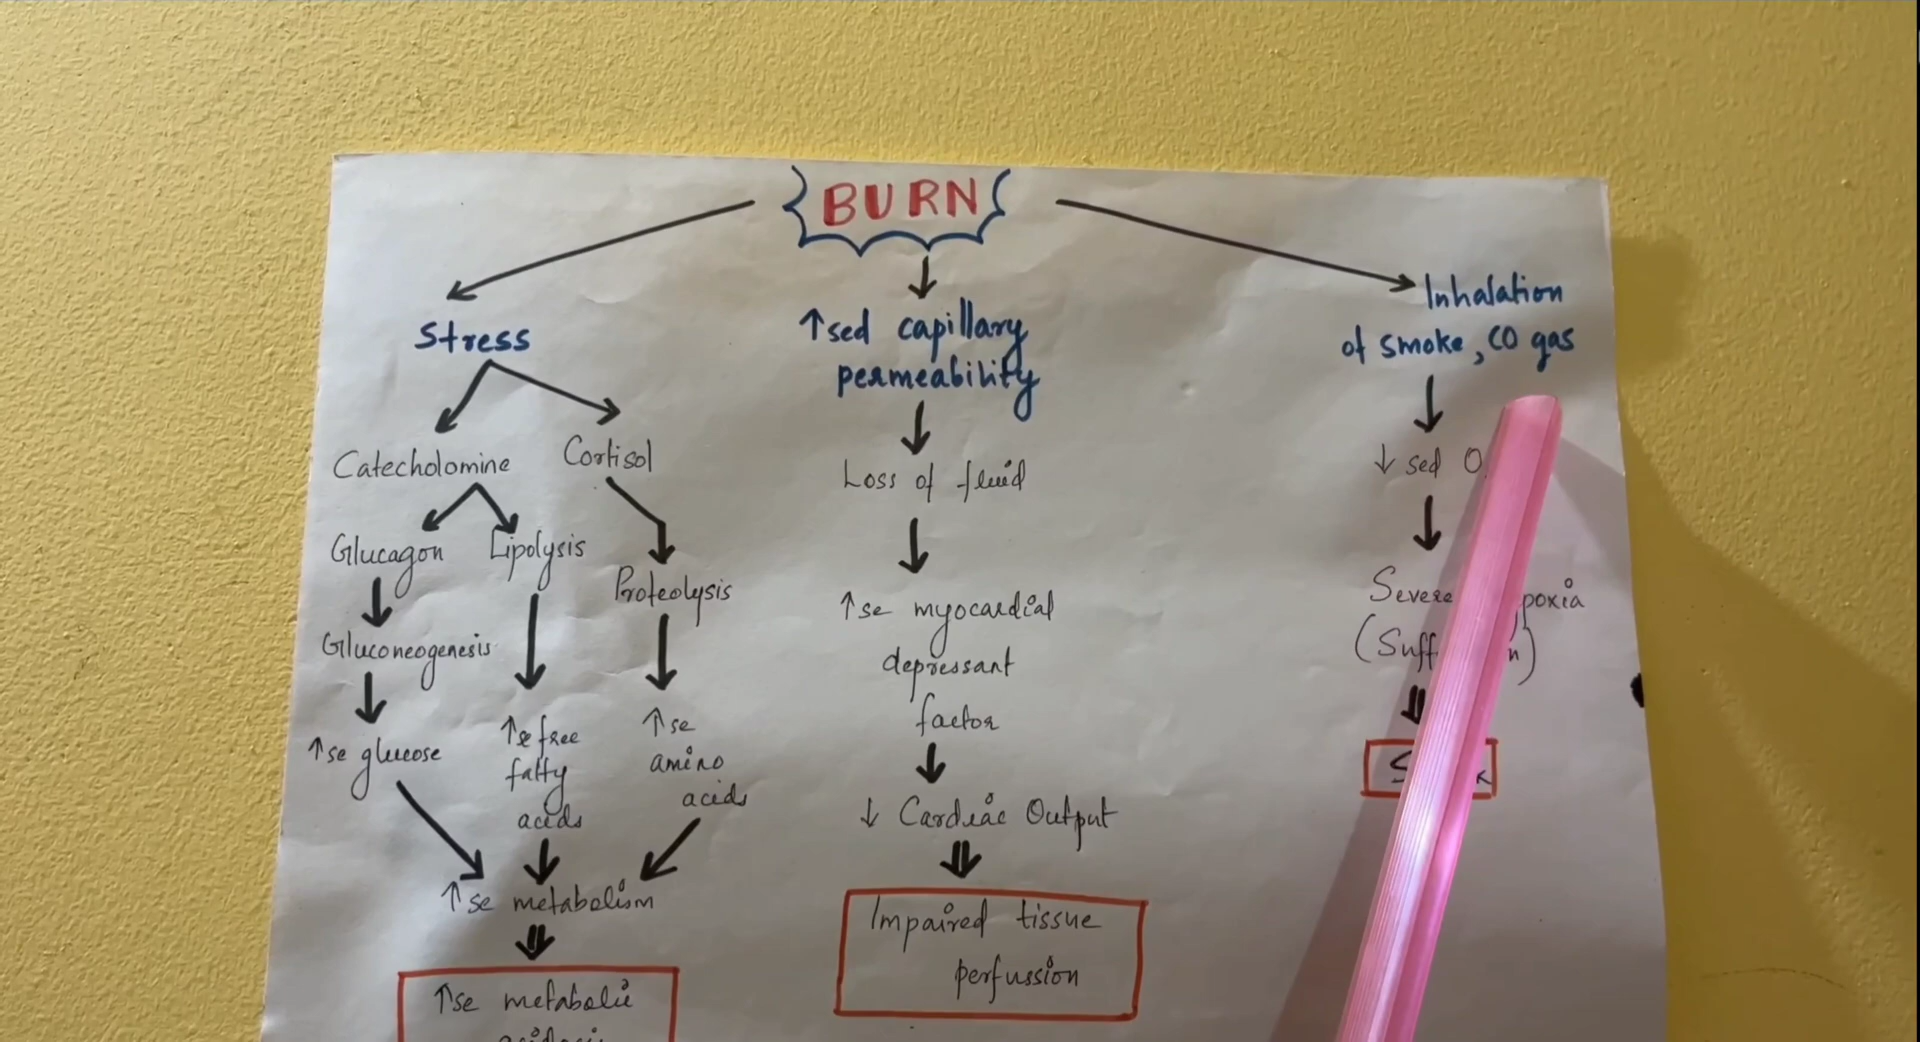 BURN
Stress
Catecholomine
Cortisol
Glucagon
Lipolysis
Proteolysis
Gluconeogenesis
↑se glucose
↑se free
fatty
acids
↑se
amino
acids
↑se metabolism
↑se metabolic
↑sed capillary
permeability
Loss of fluid
↑se myocardial
depressant
factor
↓ Cardiac Output
Impaired tissue
perfussion
Inhalation
of smoke, CO gas
↓ sed
Severe